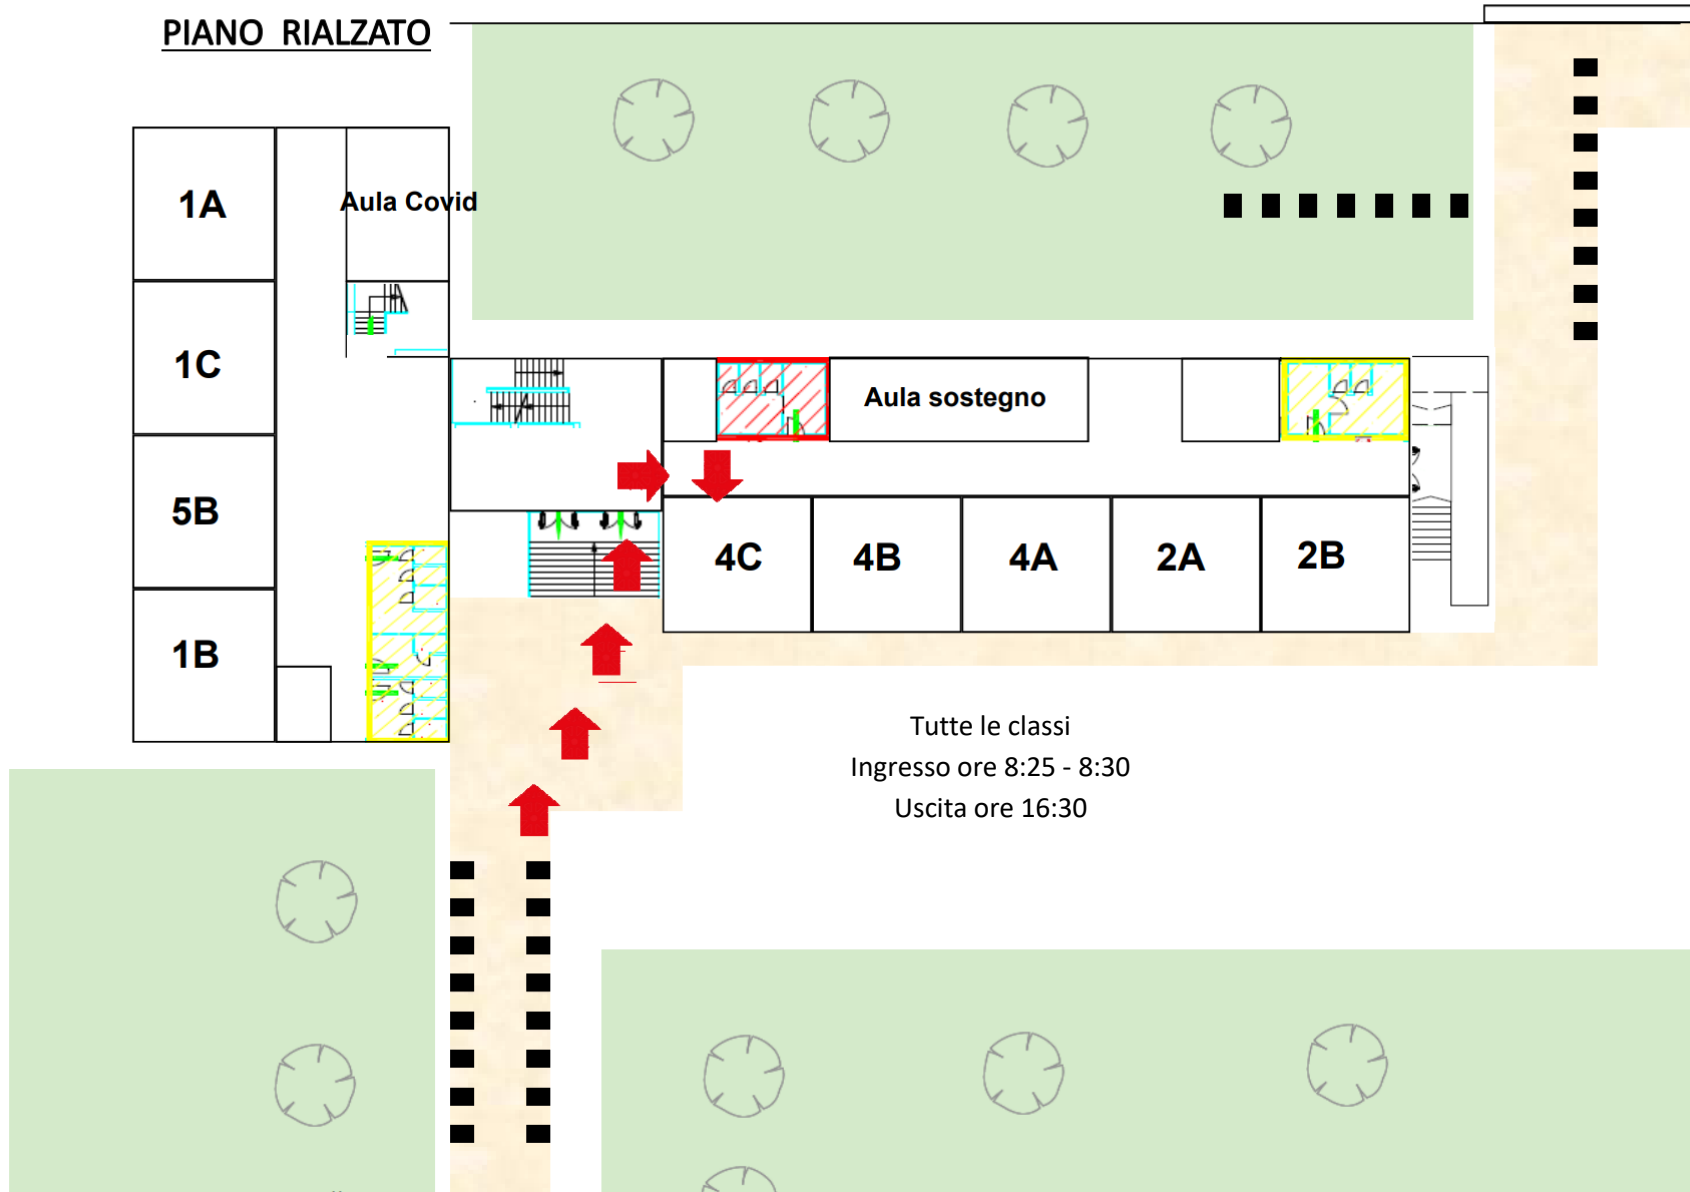 PIANO RIALZATO
1A
Aula Covid
1C
Aula sostegno
5B
4C
4B
4A
2A
2B
1B
Tutte le classi
Ingresso ore 8:25 - 8:30
Uscita ore 16:30